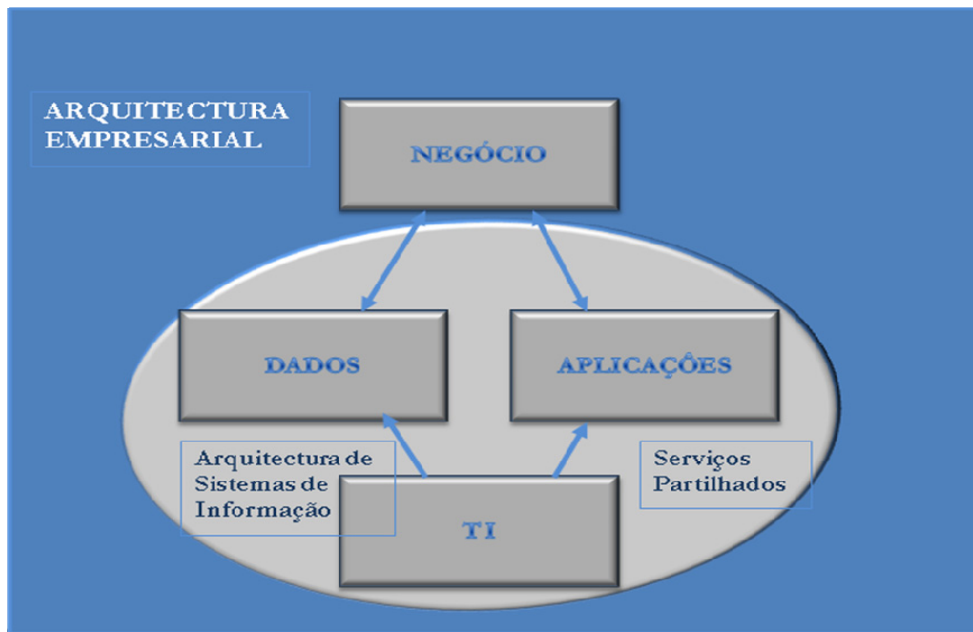 ARQUITECTURA
EMPRESARIAL
NEGÓCIO
DADOS
APLICAÇÕES
Arquitectura de
Sistemas de
Informação
Serviços
Partilhados
TI